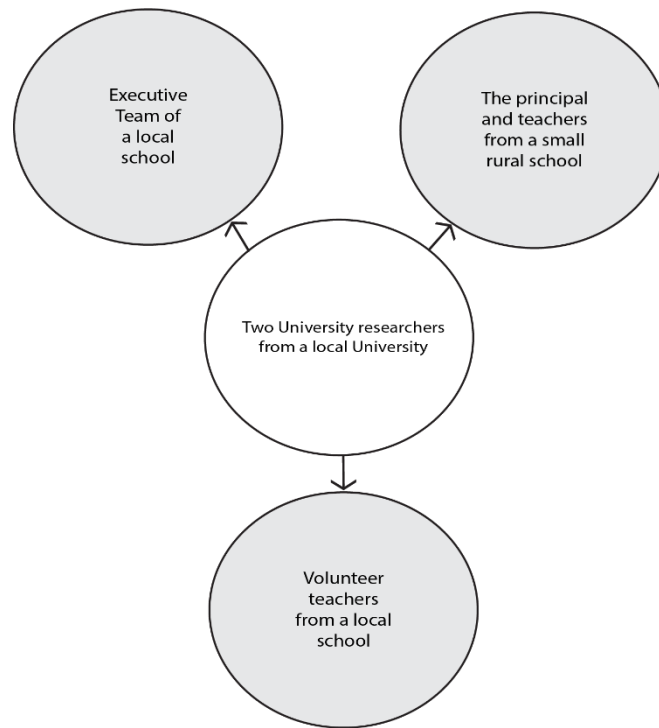 Executive
Team of
a local
school
The principal
and teachers
from a small
rural school
Two University researchers
from a local University
Volunteer
teachers
from a local
school